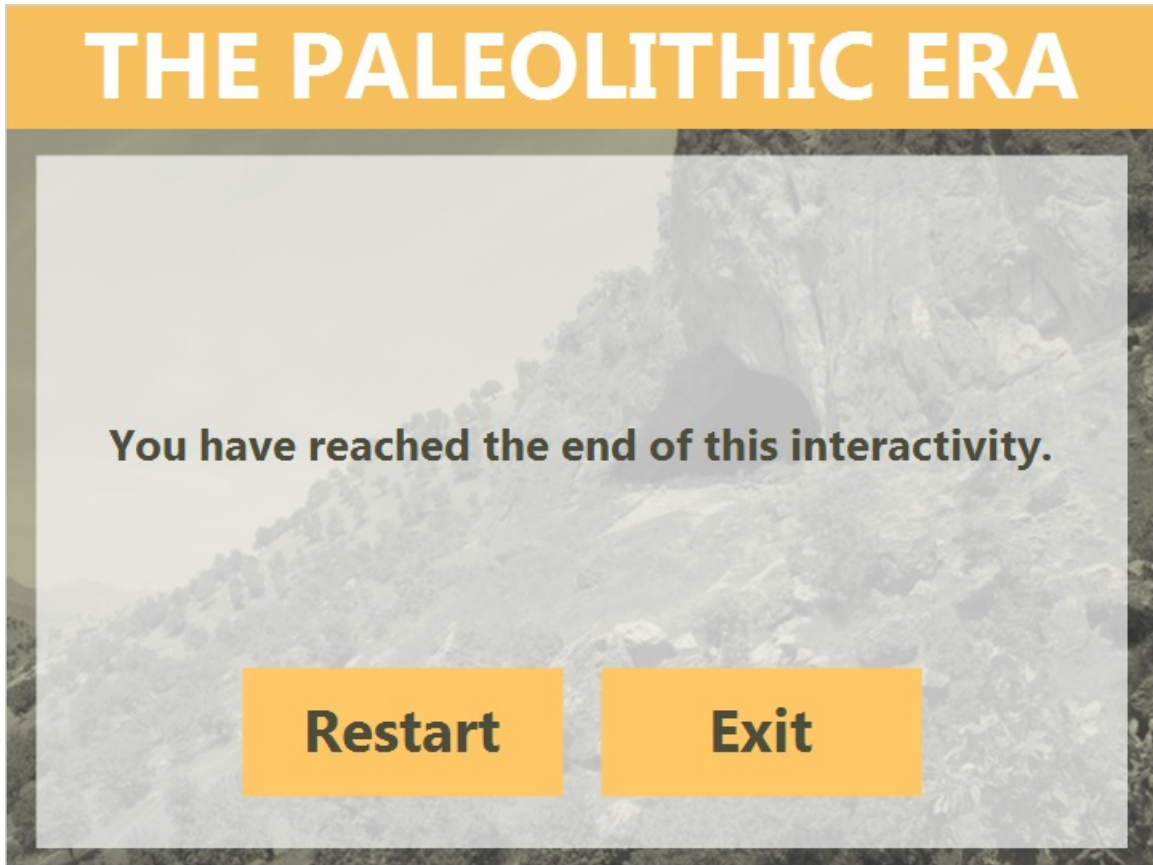 THE PALEOLITHIC ERA
You have reached the end of this interactivity.
Restart
Exit